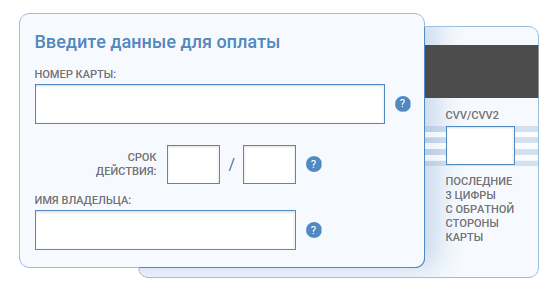 Введите данные для оплаты
НОМЕР КАРТЫ:
?
СРОК
ДЕЙСТВИЯ:
/
?
ИМЯ ВЛАДЕЛЬЦА:
?
CVV/CVV2
ПОСЛЕДНИЕ
3 ЦИФРЫ
С ОБРАТНОЙ
СТОРОНЫ
КАРТЫ